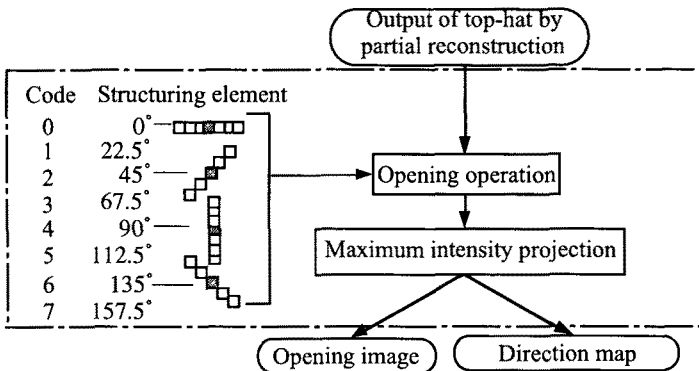 Output of top-hat by
partial reconstruction
Code Structuring element
0 0°
1 22.5°
2 45°
3 67.5°
4 90°
5 112.5°
6 135°
7 157.5°
Opening operation
Maximum intensity projection
Opening image
Direction map